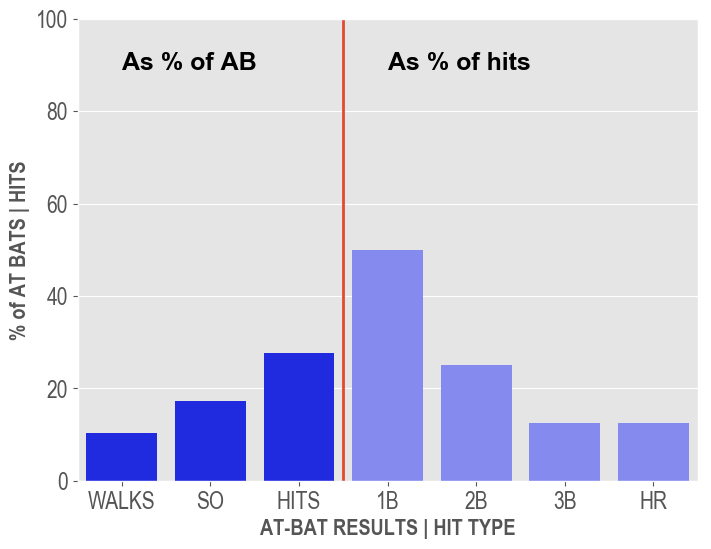 100
As % of AB
As % of hits
80
60
40
20
0
% of AT BATS | HITS
WALKS SO HITS 1B 2B 3B HR
AT-BAT RESULTS | HIT TYPE